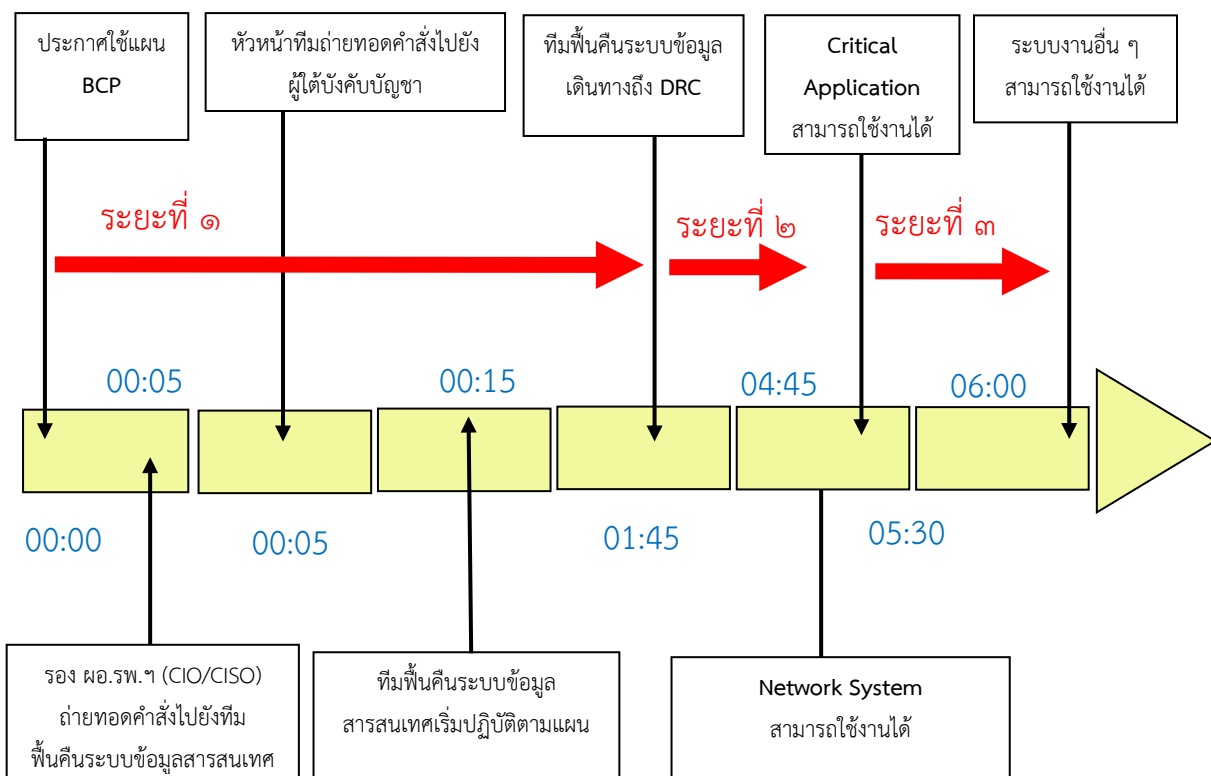 ประกาศใช้แผน
BCP
หัวหน้าทีมถ่ายทอดคำสั่งไปยัง
ผู้ใต้บังคับบัญชา
ทีมฟื้นคืนระบบข้อมูล
เดินทางถึง DRC
Critical
Application
สามารถใช้งานได้
ระบบงานอื่น ๆ
สามารถใช้งานได้
ระยะที่ ๑
ระยะที่ ๒
ระยะที่ ๓
00:05
00:15
04:45
06:00
00:00
00:05
01:45
05:30
รอง ผอ.รพ.ฯ (CIO/CISO)
ถ่ายทอดคำสั่งไปยังทีม
ฟื้นคืนระบบข้อมูลสารสนเทศ
ทีมฟื้นคืนระบบข้อมูล
สารสนเทศเริ่มปฏิบัติตามแผน
Network System
สามารถใช้งานได้